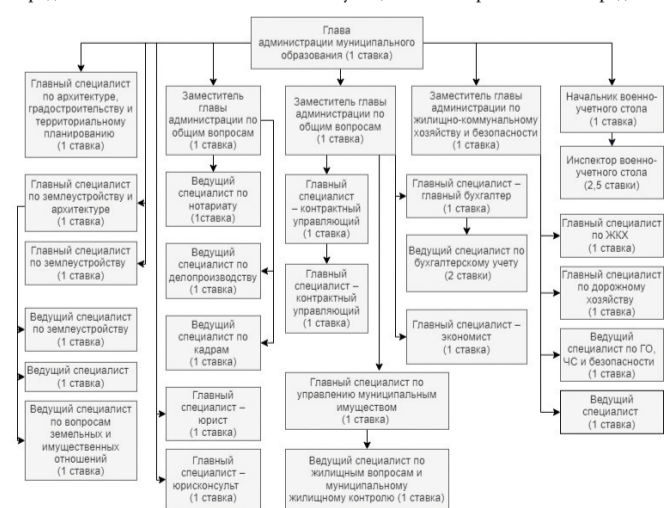 Глава
администрации муниципального
образования (1 ставка)
Главный специалист
по архитектуре,
градостроительству и
территориальному
планированию
(1 ставка)
Заместитель
главы
администрации по
общим вопросам
(1 ставка)
Заместитель главы
администрации по
общим вопросам
(1 ставка)
Заместитель главы
администрации по
жилищно-коммунальному
хозяйству и безопасности
(1 ставка)
Начальник военно-
учетного стола
(1 ставка)
Инспектор военно-
учетного стола
(2,5 ставки)
Главный специалист
по землеустройству и
архитектуре
(1 ставка)
Ведущий
специалист по
нотариату
(1ставка)
Главный
специалист
– контрактный
управляющий
(1 ставка)
Главный специалист –
главный бухгалтер
(1 ставка)
Главный специалист
по ЖКХ
(1 ставка)
Главный специалист
по землеустройству
(1 ставка)
Ведущий
специалист по
делопроизводству
(1 ставка)
Главный
специалист –
контрактный
управляющий
(1 ставка)
Ведущий специалист по
бухгалтерскому учету
(2 ставки)
Главный специалист
по дорожному
хозяйству
(1 ставка)
Ведущий специалист
по землеустройству
(1 ставка)
Ведущий
специалист по
кадрам
(1 ставка)
Главный специалист –
экономист
(1 ставка)
Ведущий
специалист по ГО,
ЧС и безопасности
(1 ставка)
Ведущий специалист
(1 ставка)
Главный
специалист –
юрист
(1 ставка)
Главный специалист по
управлению муниципальным
имуществом
(1 ставка)
Ведущий
специалист
(1 ставка)
Ведущий специалист
по вопросам
земельных и
имущественных
отношений
(1 ставка)
Главный
специалист –
юрисконсульт
(1 ставка)
Ведущий специалист по
жилищным вопросам и
муниципальному
жилищному контролю (1 ставка)